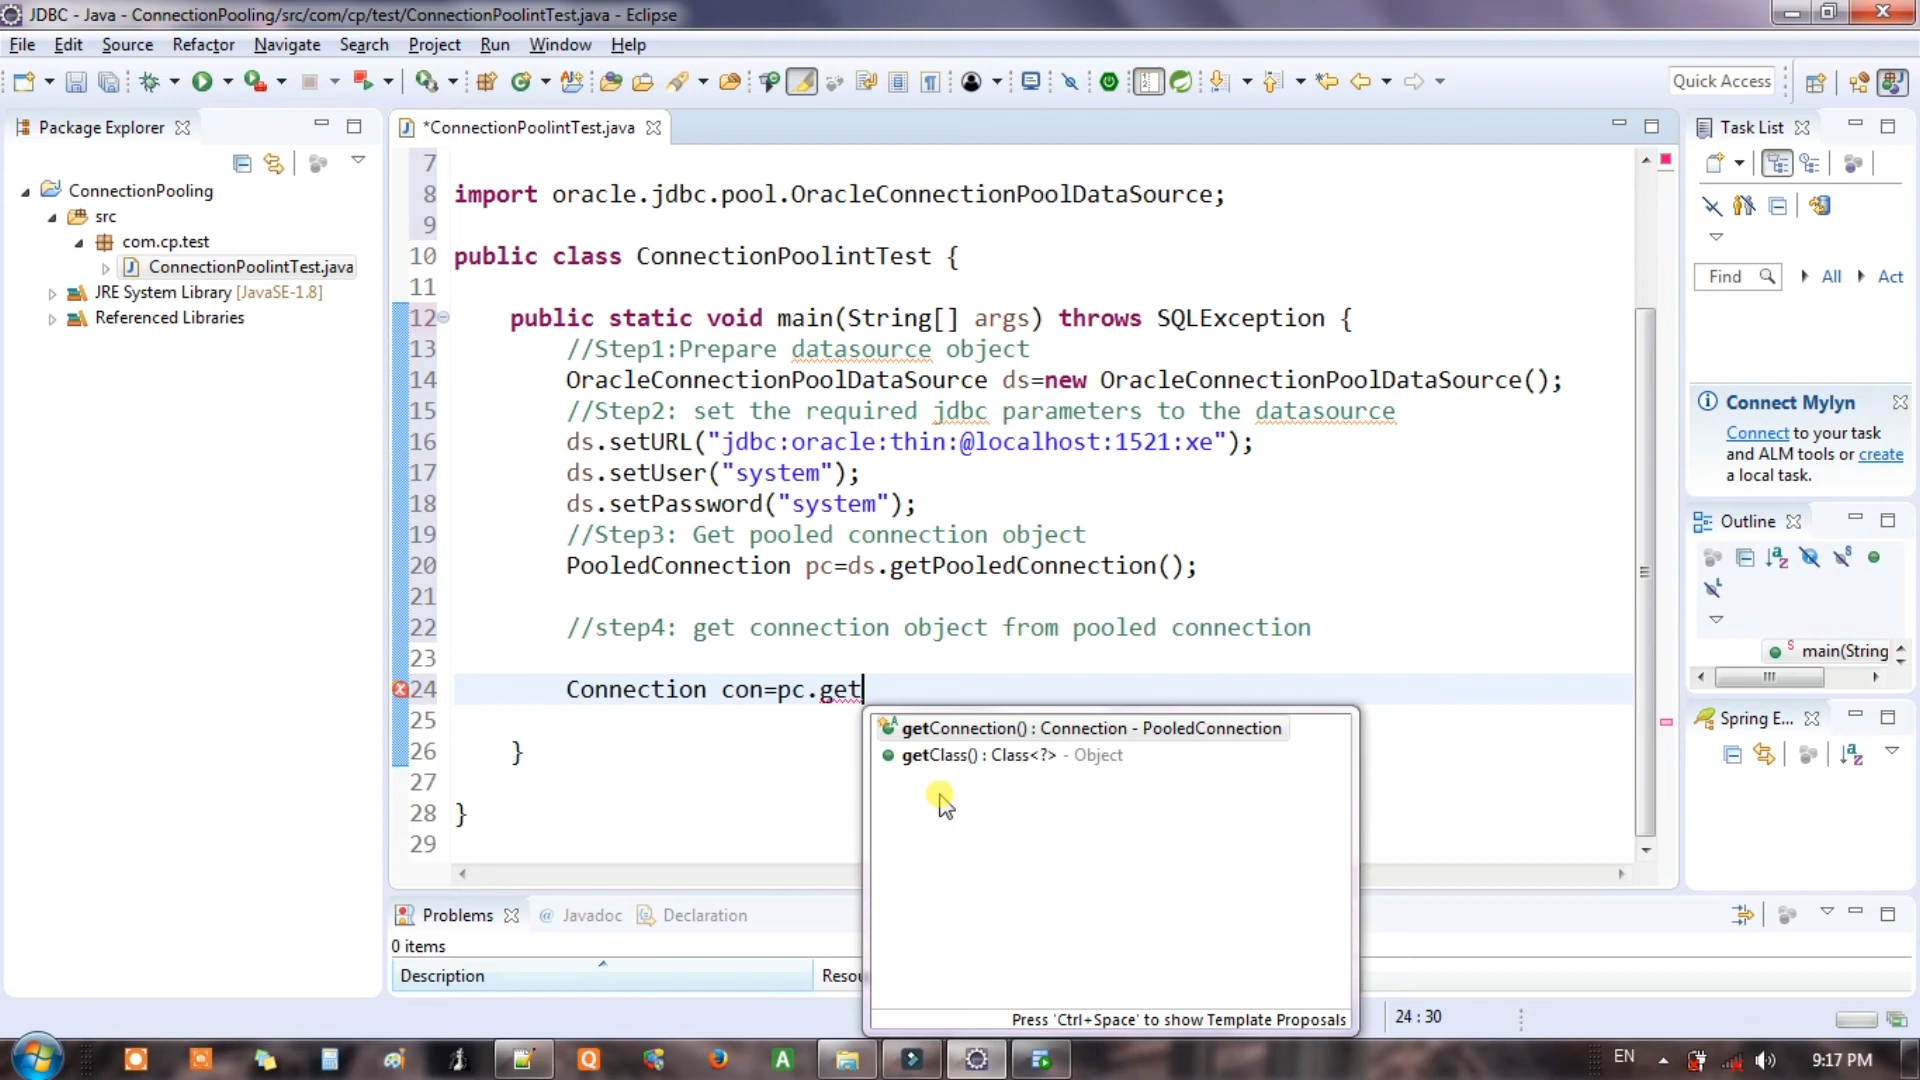 JDBC - Java - ConnectionPooling/src/com/cp/test/ConnectionPoolintTest.java - Eclipse
File Edit Source Refactor Navigate Search Project Run Window Help
Quick Access
Package Explorer
ConnectionPooling
src
com.cp.test
ConnectionPoolintTest.java
JRE System Library [JavaSE-1.8]
Referenced Libraries
*ConnectionPoolintTest.java
7
8 import oracle.jdbc.pool.OracleConnectionPoolDataSource;
9
10 public class ConnectionPoolintTest {
11
12 public static void main(String[] args) throws SQLException {
13 //Step1:Prepare datasource object
14 OracleConnectionPoolDataSource ds=new OracleConnectionPoolDataSource();
15 //Step2: set the required jdbc parameters to the datasource
16 ds.setURL("jdbc:oracle:thin:@localhost:1521:xe");
17 ds.setUser("system");
18 ds.setPassword("system");
19 //Step3: Get pooled connection object
20 PooledConnection pc=ds.getPooledConnection();
21
22 //step4: get connection object from pooled connection
23
24 Connection con=pc.get
25
26 }
27
28 }
29
getConnection() : Connection - PooledConnection
getClass() : Class<?> - Object
Press 'Ctrl+Space' to show Template Proposals
Problems Javadoc Declaration
0 items
Description Resou
Task List
Find All Act
Connect Mylyn
Connect to your task
and ALM tools or create
a local task.
Outline
main(String
Spring E...
24 : 30
EN 9:17 PM